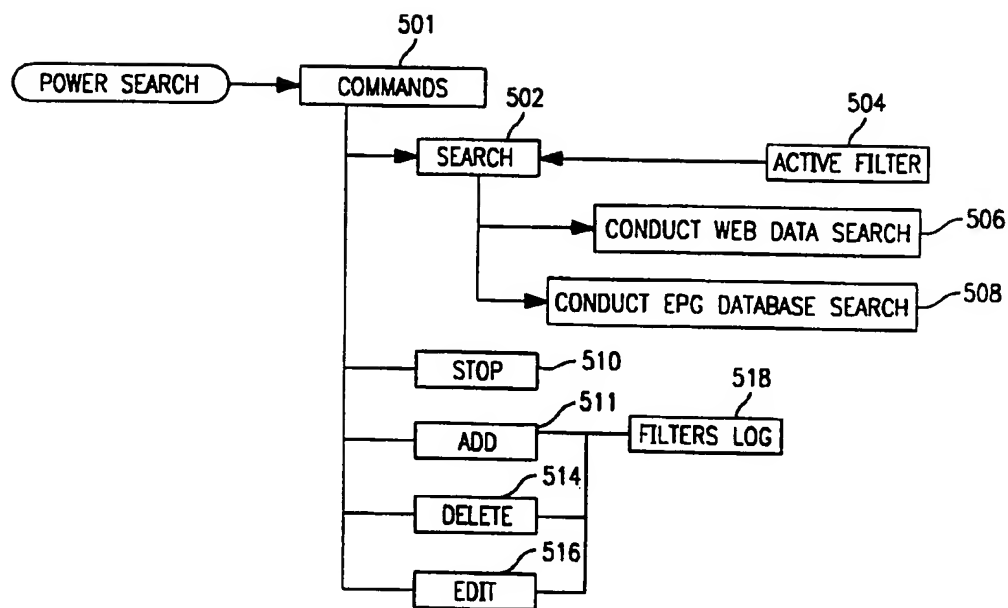 501
POWER SEARCH
COMMANDS
502
504
SEARCH
ACTIVE FILTER
506
CONDUCT WEB DATA SEARCH
508
CONDUCT EPG DATABASE SEARCH
510
STOP
511
518
ADD
FILTERS LOG
514
DELETE
516
EDIT